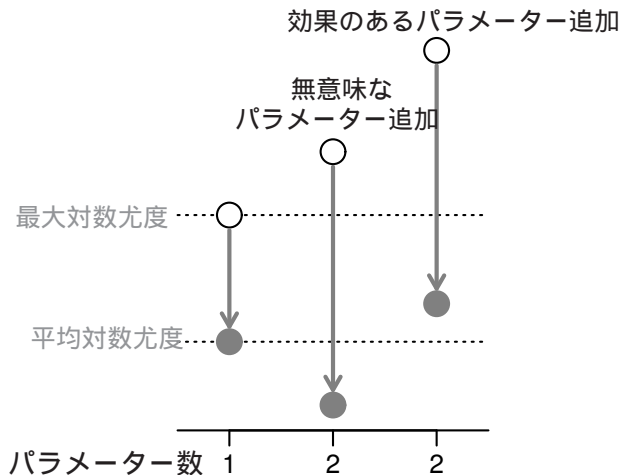 効果のあるパラメーター追加
無意味な
パラメーター追加
最大対数尤度
平均対数尤度
パラメーター数 1 2 2